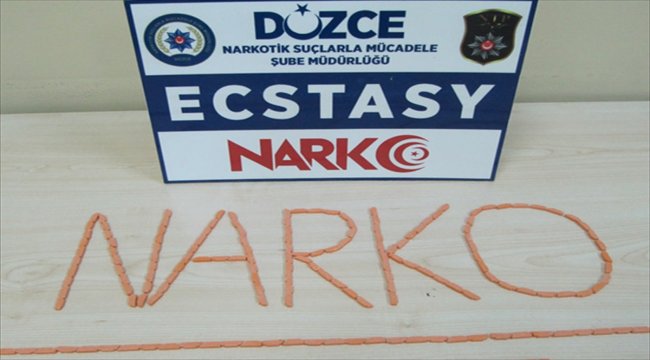 DÜZCE
NARKOTİK SUÇLARLA MÜCADELE
ŞUBE MÜDÜRLÜĞÜ
ECSTASY
NARKO
NARKO